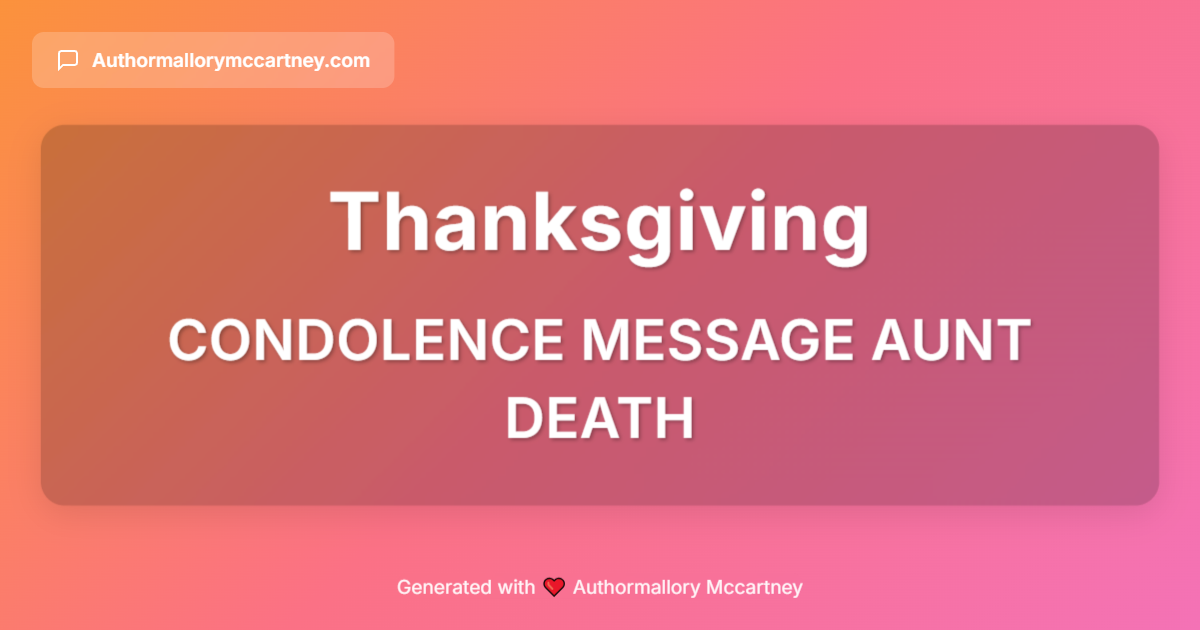 Authormallorymccartney.com
Thanksgiving
CONDOLENCE MESSAGE AUNT
DEATH
Generated with ❤️ Authormallory Mccartney